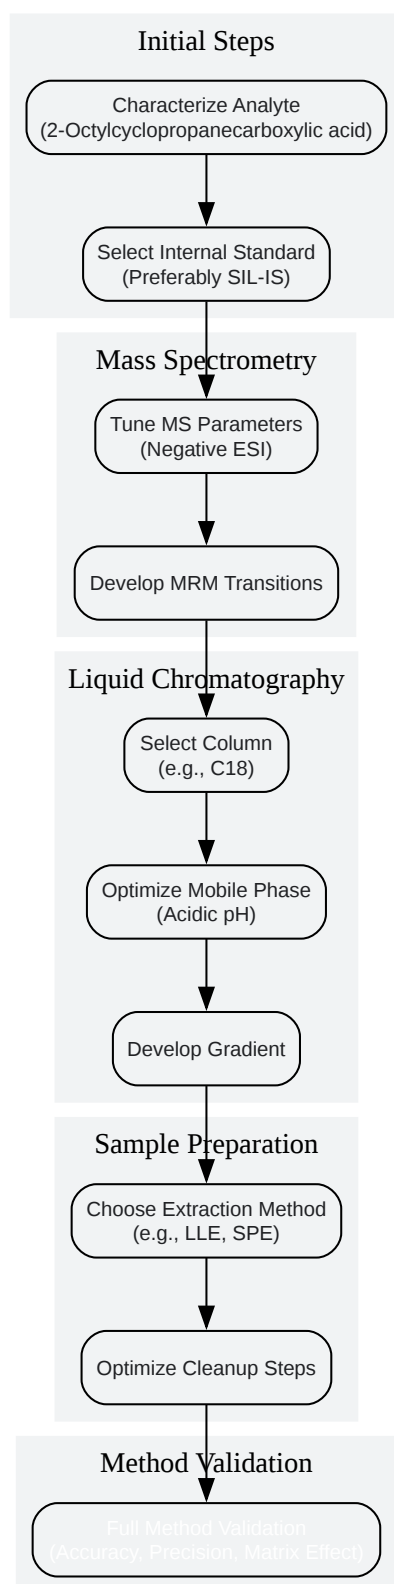 Initial Steps
Characterize Analyte
(2-Octylcyclopropanecarboxylic acid)
Select Internal Standard
(Preferably SIL-IS)
Mass Spectrometry
Tune MS Parameters
(Negative ESI)
Develop MRM Transitions
Liquid Chromatography
Select Column
(e.g., C18)
Optimize Mobile Phase
(Acidic pH)
Develop Gradient
Sample Preparation
Choose Extraction Method
(e.g., LLE, SPE)
Optimize Cleanup Steps
Method Validation
Full Method Validation
(Accuracy, Precision, Matrix Effect)